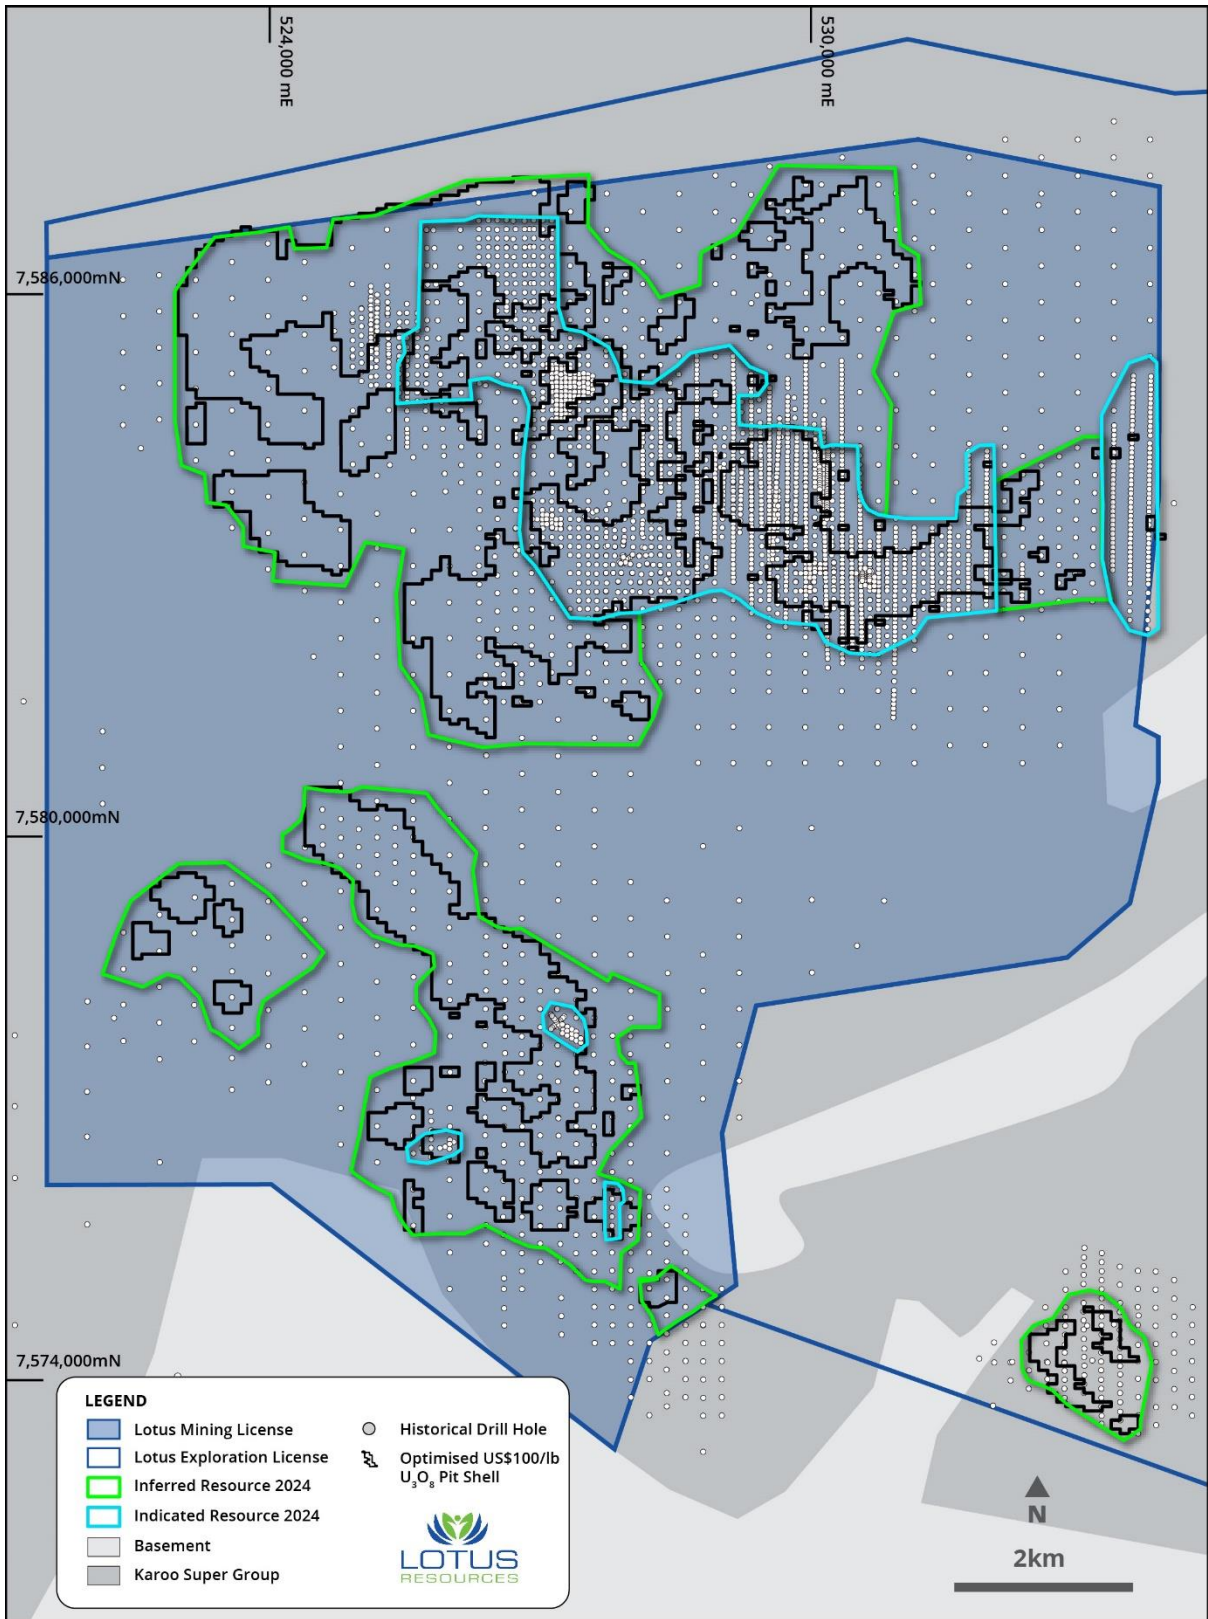 524,000 mE
530,000 mE
7,586,000mN
7,580,000mN
7,574,000mN
LEGEND
Lotus Mining License
Lotus Exploration License
Inferred Resource 2024
Indicated Resource 2024
Basement
Karoo Super Group
Historical Drill Hole
Optimised US$100/lb
U₃O₈ Pit Shell
LOTUS
RESOURCES
N
2km